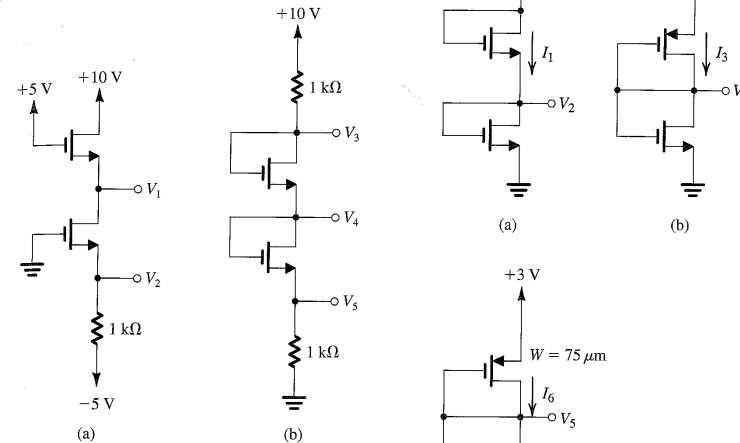 +5 V
+10 V
V1
V2
1 kΩ
−5 V
(a)
+10 V
1 kΩ
V3
V4
V5
1 kΩ
(b)
I1
V2
(a)
I3
(b)
+3 V
W = 75 μm
I6
V5